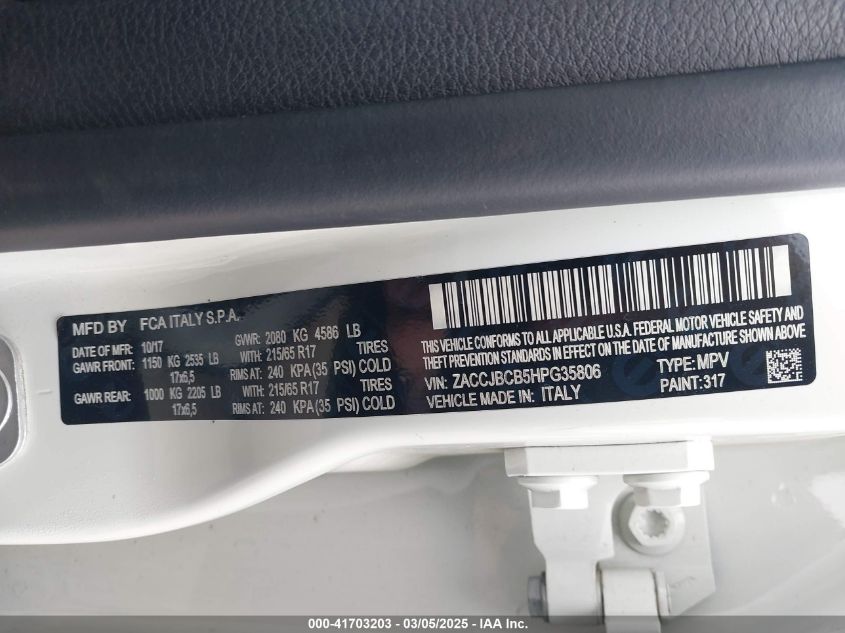 MFD BY FCA ITALY S.P.A.
DATE OF MFR: 10/17 GVWR: 2080 KG 4586 LB
GAWR FRONT: 1150 KG 2535 LB WITH: 215/65 R17 TIRES
17x6,5 RIMS AT: 240 KPA (35 PSI) COLD
GAWR REAR: 1000 KG 2205 LB WITH: 215/65 R17 TIRES
17x6,5 RIMS AT: 240 KPA (35 PSI) COLD
THIS VEHICLE CONFORMS TO ALL APPLICABLE U.S.A. FEDERAL MOTOR VEHICLE SAFETY AND
THEFT PREVENTION STANDARDS IN EFFECT ON THE DATE OF MANUFACTURE SHOWN ABOVE
VIN: ZACCJBCB5HPG35806 TYPE: MPV
VEHICLE MADE IN: ITALY PAINT: 317
000-41703203 - 03/05/2025 - IAA Inc.